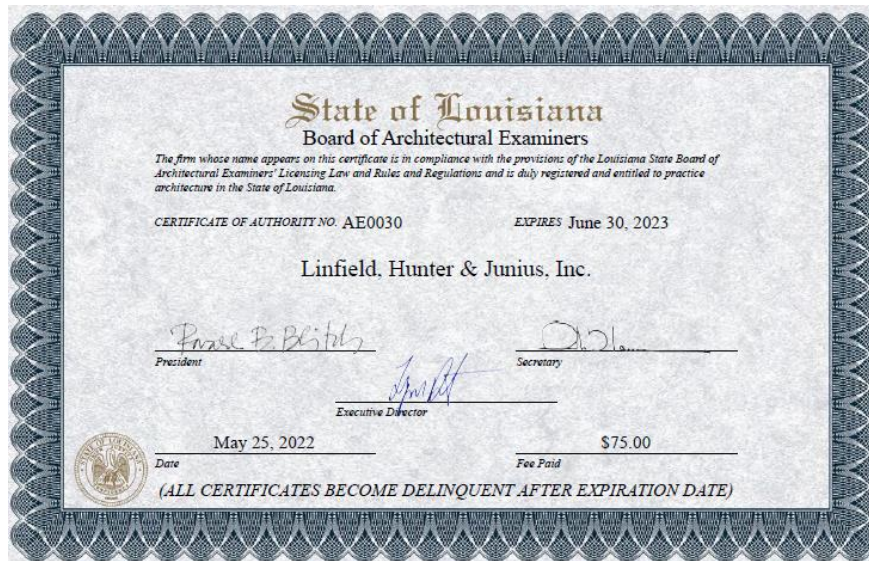 State of Louisiana
Board of Architectural Examiners
The firm whose name appears on this certificate is in compliance with the provisions of the Louisiana State Board of
Architectural Examiners' Licensing Law and Rules and Regulations and is duly registered and entitled to practice
architecture in the State of Louisiana.
CERTIFICATE OF AUTHORITY NO. AE0030 EXPIRES June 30, 2023
Linfield, Hunter & Junius, Inc.
President Secretary
Executive Director
May 25, 2022 $75.00
Date Fee Paid
(ALL CERTIFICATES BECOME DELINQUENT AFTER EXPIRATION DATE)